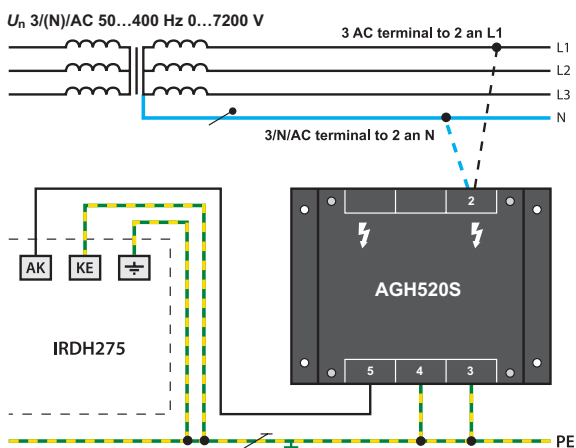 Un 3/(N)/AC 50...400 Hz 0...7200 V
3 AC terminal to 2 an L1
L1
L2
L3
N
3/N/AC terminal to 2 an N
2
AK
KE
AGH520S
IRDH275
5
4
3
PE